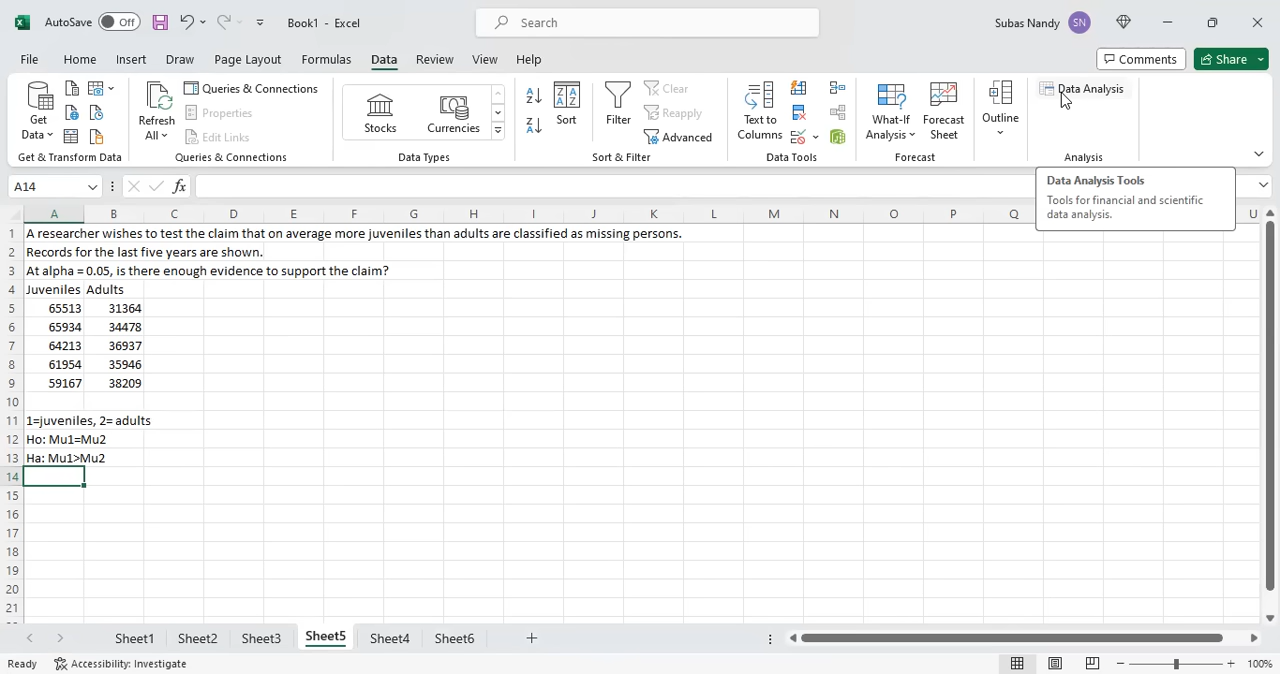 AutoSave Off Book1 - Excel Search Subas Nandy SN
File Home Insert Draw Page Layout Formulas Data Review View Help Comments Share
Get Data
Refresh All
Queries & Connections
Properties
Edit Links
Stocks
Currencies
Sort
Filter
Clear
Reapply
Advanced
Text to Columns
What-If Analysis
Forecast Sheet
Outline
Data Analysis
Get & Transform Data Queries & Connections Data Types Sort & Filter Data Tools Forecast Analysis
A14 fx
Data Analysis Tools
Tools for financial and scientific
data analysis.
A B C D E F G H I J K L M N O P Q U
1 A researcher wishes to test the claim that on average more juveniles than adults are classified as missing persons.
2 Records for the last five years are shown.
3 At alpha = 0.05, is there enough evidence to support the claim?
4 Juveniles Adults
5 65513 31364
6 65934 34478
7 64213 36937
8 61954 35946
9 59167 38209
10
11 1=juveniles, 2= adults
12 Ho: Mu1=Mu2
13 Ha: Mu1>Mu2
14
15
16
17
18
19
20
21
Sheet1 Sheet2 Sheet3 Sheet5 Sheet4 Sheet6
Ready Accessibility: Investigate 100%